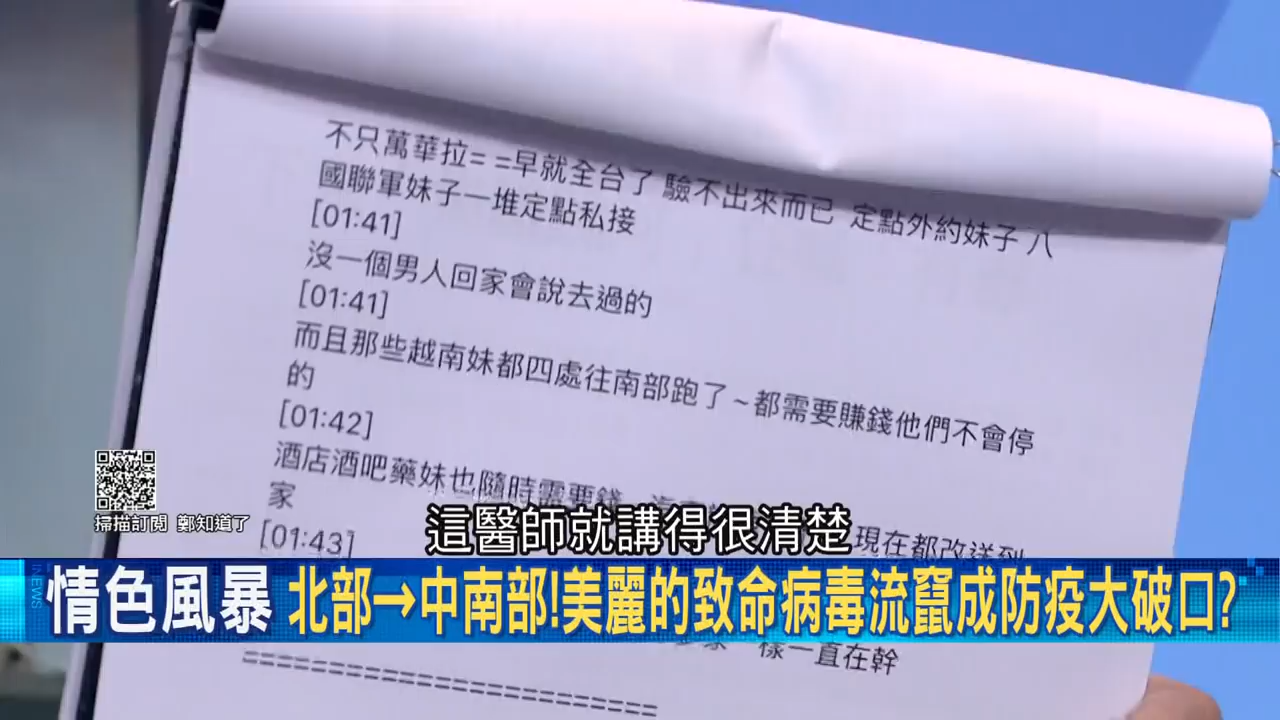 不只萬華拉= =早就全台了 驗不出來而已 定點外約妹子 八
國聯軍妹子一堆定點私接
[01:41]
沒一個男人回家會說去過的
[01:41]
而且那些越南妹都四處往南部跑了~都需要賺錢他們不會停
的
[01:42]
酒店酒吧藥妹也隨時需要錢
現在都改送到
家
[01:43]
掃描訂閱 鄭知道了
這醫師就講得很清楚
NEWS
情色風暴 北部→中南部!美麗的致命病毒流竄成防疫大破口?
樣一直在幹
==============================